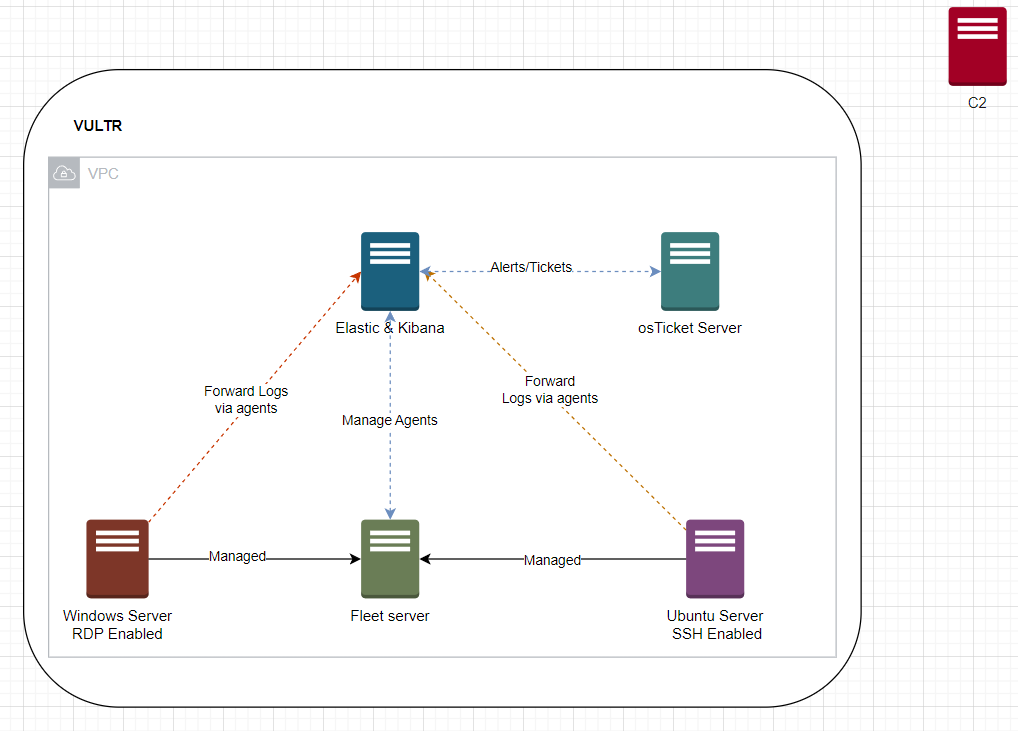 C2
VULTR
VPC
Alerts/Tickets
Elastic & Kibana
osTicket Server
Forward Logs
via agents
Forward
Logs via agents
Manage Agents
Managed
Managed
Windows Server
RDP Enabled
Fleet server
Ubuntu Server
SSH Enabled